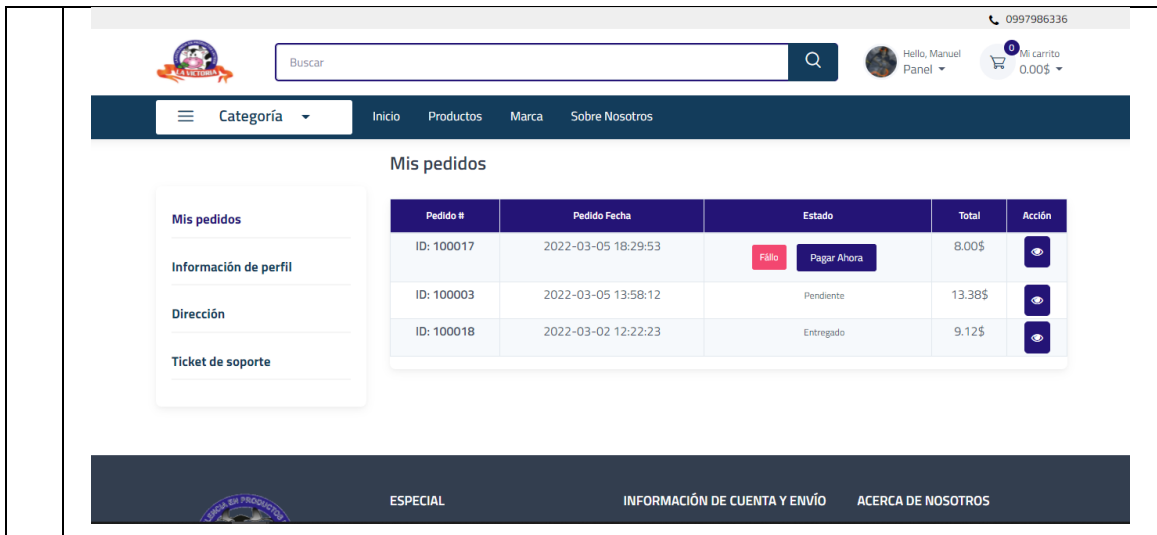 0997986336
LA VICTORIA
Buscar
Hello, Manuel
Panel
0
Mi carrito
0.00$
Categoría
Inicio Productos Marca Sobre Nosotros
Mis pedidos
Mis pedidos
Información de perfil
Dirección
Ticket de soporte
Pedido # Pedido Fecha Estado Total Acción
ID: 100017 2022-03-05 18:29:53 Fállo Pagar Ahora 8.00$
ID: 100003 2022-03-05 13:58:12 Pendiente 13.38$
ID: 100018 2022-03-02 12:22:23 Entregado 9.12$
EN PRODUCTOS
ESPECIAL
INFORMACIÓN DE CUENTA Y ENVÍO
ACERCA DE NOSOTROS